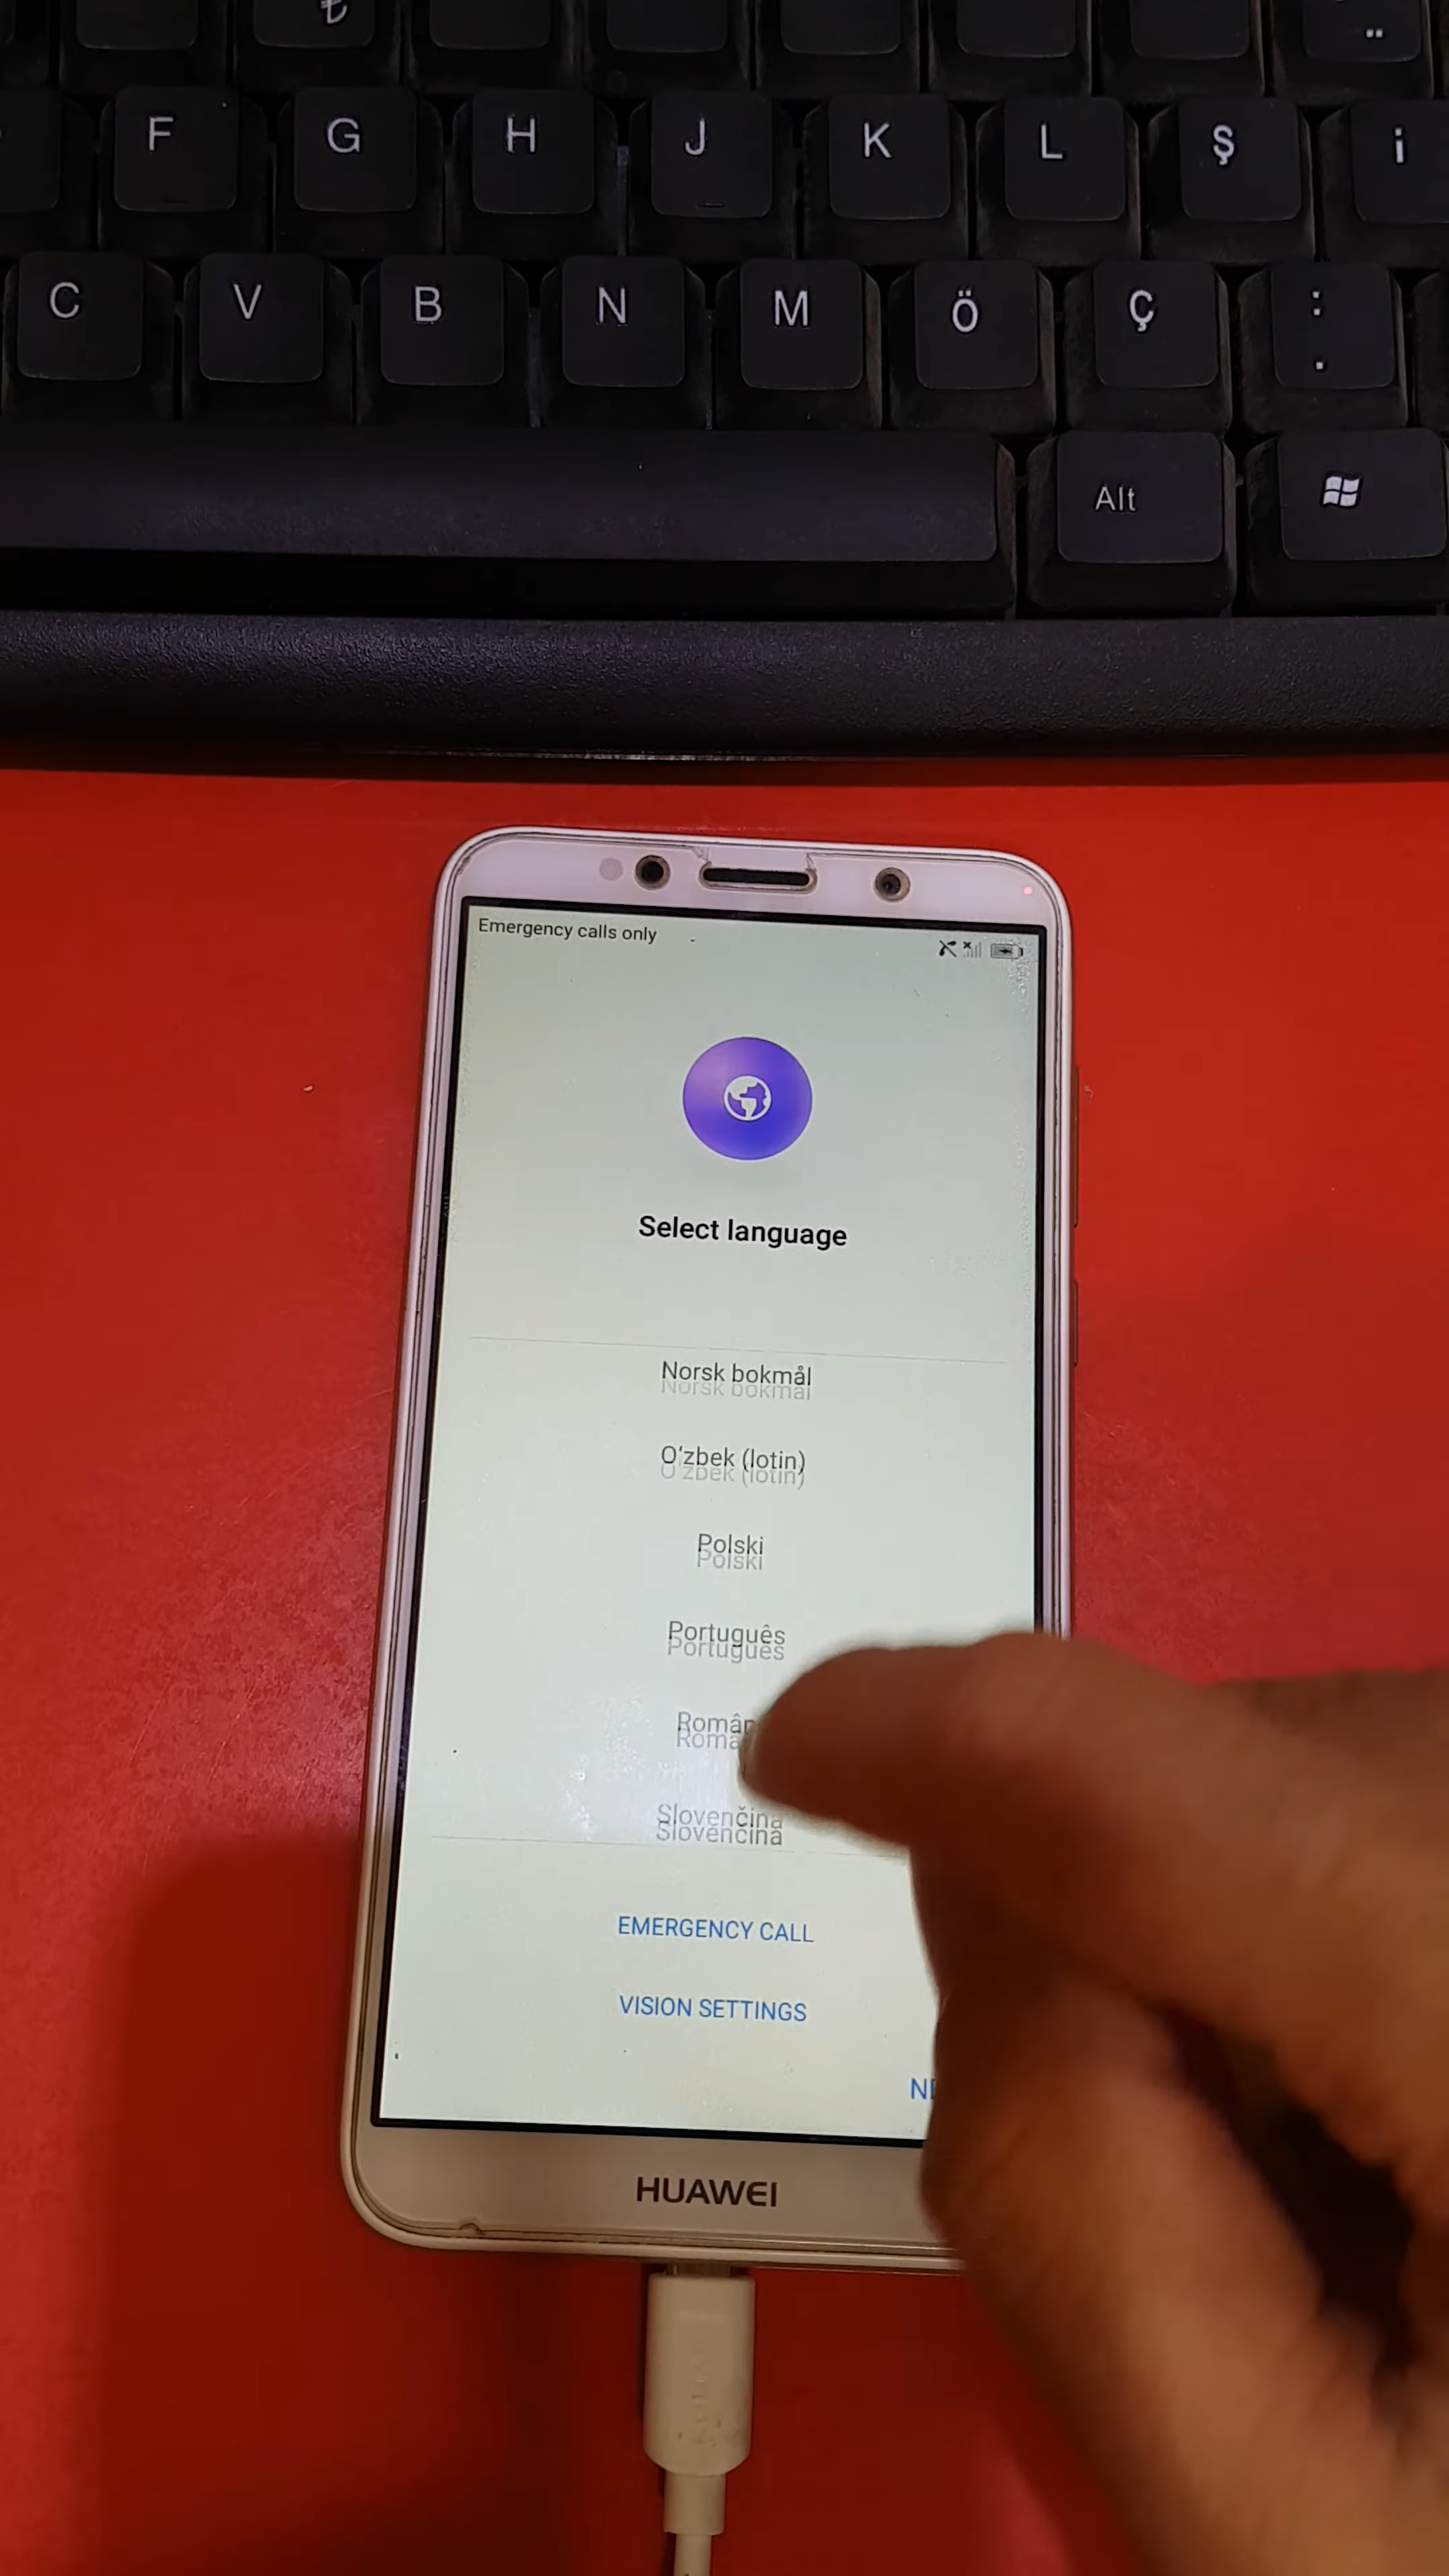 ₺
¨
F G H J K L Ş i
C V B N M Ö Ç :
.
Alt
Emergency calls only
Select language
Norsk bokmål
O‘zbek (lotin)
Polski
Português
Slovenčina
EMERGENCY CALL
VISION SETTINGS
HUAWEI